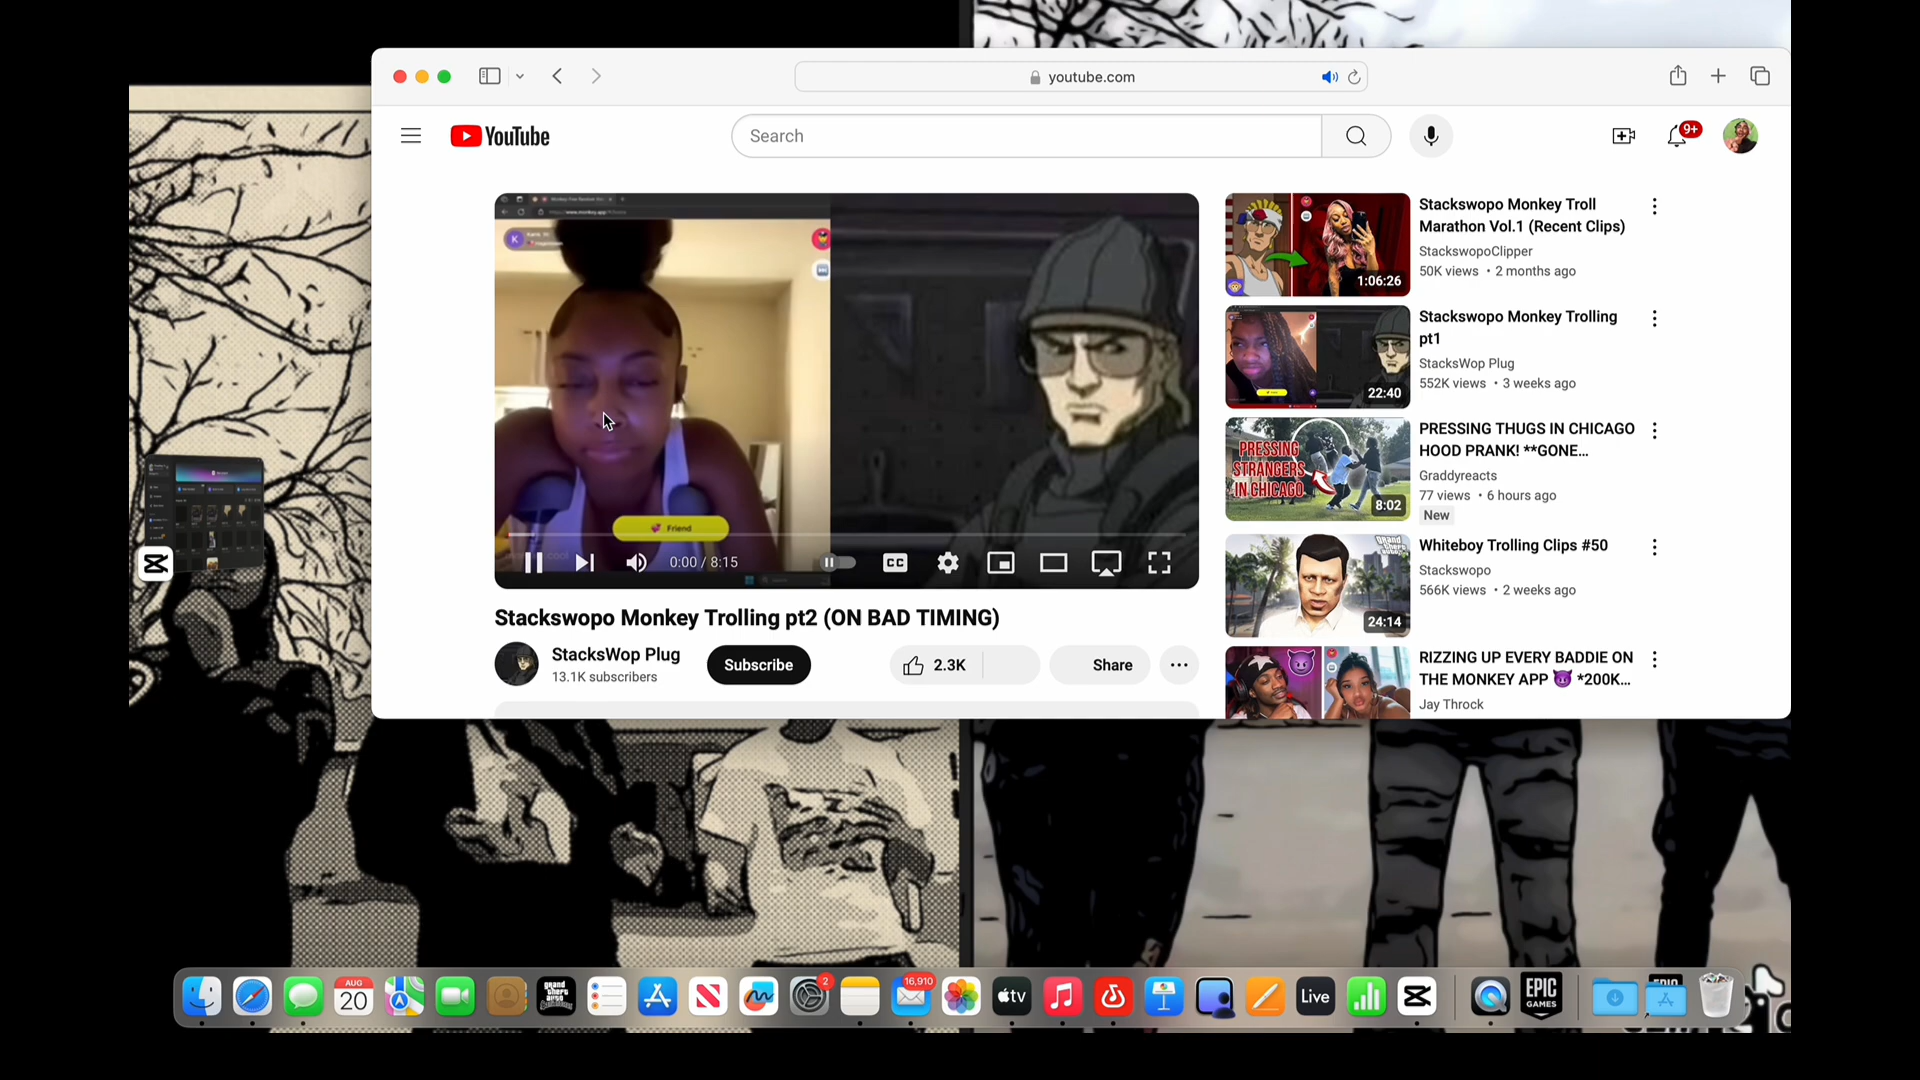 youtube.com
YouTube
Search
9+
K
Friend
0:00 / 8:15
CC
Stackswopo Monkey Trolling pt2 (ON BAD TIMING)
StacksWop Plug
13.1K subscribers
Subscribe
2.3K
Share
1:06:26
Stackswopo Monkey Troll
Marathon Vol.1 (Recent Clips)
StackswopoClipper
50K views • 2 months ago
22:40
Stackswopo Monkey Trolling
pt1
StacksWop Plug
552K views • 3 weeks ago
PRESSING
STRANGERS
IN CHICAGO
8:02
PRESSING THUGS IN CHICAGO
HOOD PRANK! **GONE...
Graddyreacts
77 views • 6 hours ago
New
24:14
Whiteboy Trolling Clips #50
Stackswopo
566K views • 2 weeks ago
RIZZING UP EVERY BADDIE ON
THE MONKEY APP 😈 *200K...
Jay Throck
AUG
20
grand
theft
auto
2
16,910
tv
Live
EPIC
GAMES